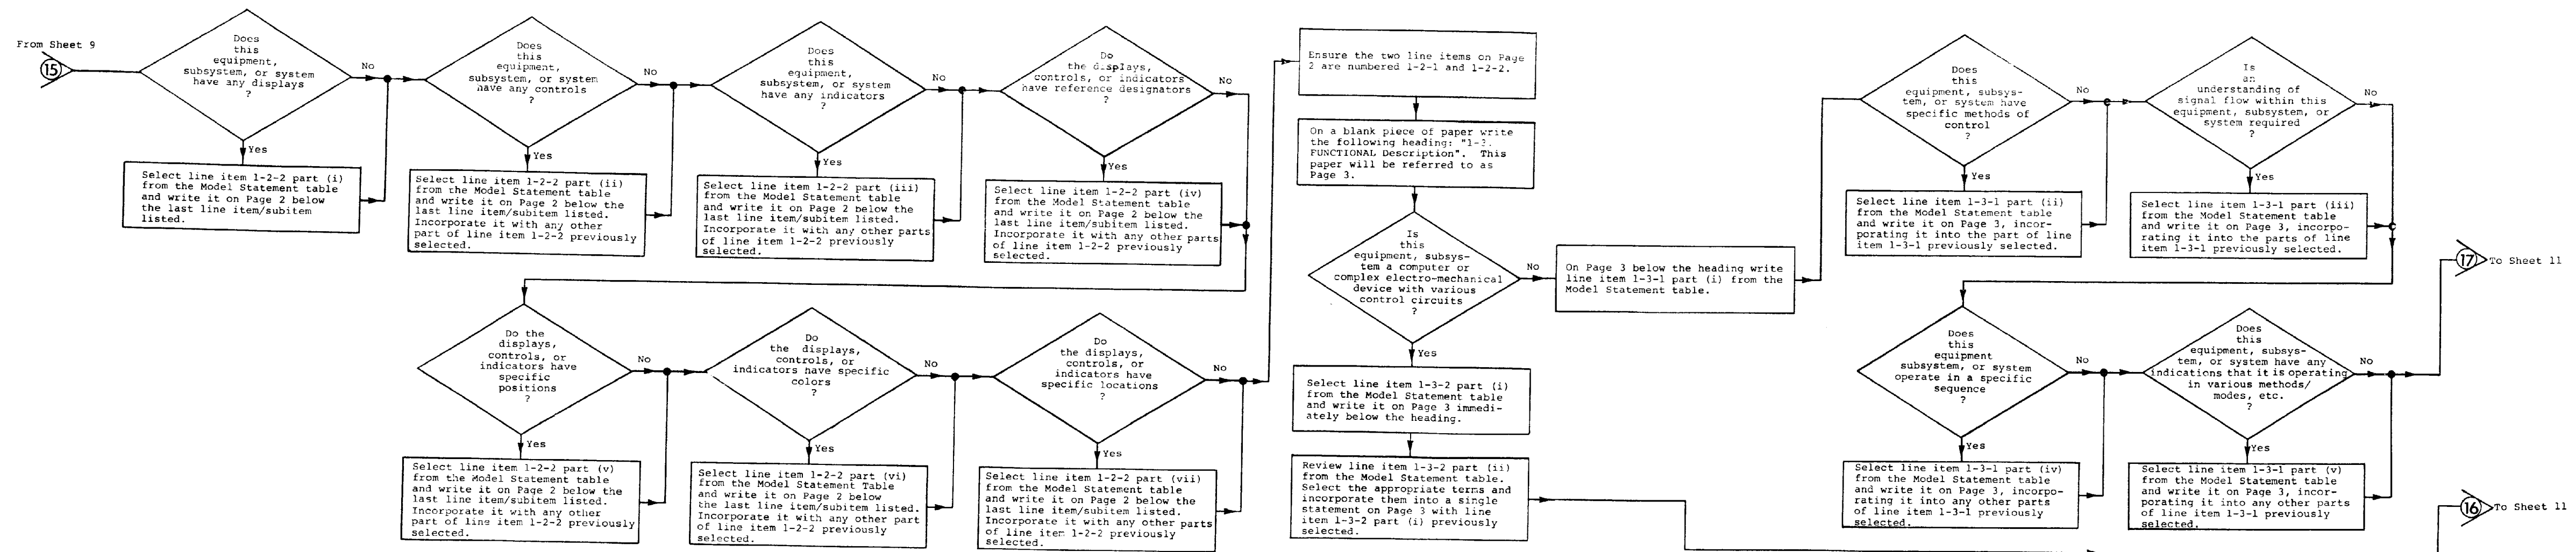 From Sheet 9
15
Does
this
equipment,
subsystem, or system
have any displays
?
No
Yes
Select line item 1-2-2 part (i)
from the Model Statement table
and write it on Page 2 below
the last line item/subitem
listed.
Does
this
equipment,
subsystem, or system
have any controls
?
No
Yes
Select line item 1-2-2 part (ii)
from the Model Statement table
and write it on Page 2 below the
last line item/subitem listed.
Incorporate it with any other
part of line item 1-2-2 previously
selected.
Does
this
equipment,
subsystem, or system
have any indicators
?
No
Yes
Select line item 1-2-2 part (iii)
from the Model Statement table
and write it on Page 2 below the
last line item/subitem listed.
Incorporate it with any other parts
of line item 1-2-2 previously
selected.
Do
the displays,
controls, or indicators
have reference designators
?
No
Yes
Select line item 1-2-2 part (iv)
from the Model Statement table
and write it on Page 2 below the
last line item/subitem listed.
Incorporate it with any other parts
of line item 1-2-2 previously
selected.
Do the
displays,
controls, or
indicators have
specific
positions
?
No
Yes
Select line item 1-2-2 part (v)
from the Model Statement table
and write it on Page 2 below the
last line item/subitem listed.
Incorporate it with any other
part of line item 1-2-2 previously
selected.
Do
the displays,
controls, or
indicators have specific
colors
?
No
Yes
Select line item 1-2-2 part (vi)
from the Model Statement Table
and write it on Page 2 below
the last line item/subitem listed.
Incorporate it with any other part
of line item 1-2-2 previously
selected.
Do
the displays,
controls, or
indicators have
specific locations
?
No
Yes
Select line item 1-2-2 part (vii)
from the Model Statement table
and write it on Page 2 below the
last line item/subitem listed.
Incorporate it with any other parts
of line item 1-2-2 previously
selected.
Ensure the two line items on Page
2 are numbered 1-2-1 and 1-2-2.
On a blank piece of paper write
the following heading: "1-3.
FUNCTIONAL Description". This
paper will be referred to as
Page 3.
Is
this
equipment, subsys-
tem a computer or
complex electro-mechanical
device with various
control circuits
?
No
Yes
On Page 3 below the heading write
line item 1-3-1 part (i) from the
Model Statement table.
Select line item 1-3-2 part (i)
from the Model Statement table
and write it on Page 3 immedi-
ately below the heading.
Review line item 1-3-2 part (ii)
from the Model Statement table.
Select the appropriate terms and
incorporate them into a single
statement on Page 3 with line
item 1-3-2 part (i) previously
selected.
Does
this
equipment, subsys-
tem, or system have
specific methods of
control
?
No
Yes
Select line item 1-3-1 part (ii)
from the Model Statement table
and write on Page 3, incor-
porating it into the part of line
item 1-3-1 previously selected.
Is
an
understanding of
signal flow within this
equipment, subsystem, or
system required
?
No
Yes
Select line item 1-3-1 part (iii)
from the Model Statement table
and write on Page 3, incorpo-
rating it into the parts of line
item 1-3-1 previously selected.
Does
this
equipment
subsystem, or system
operate in a specific
sequence
?
No
Yes
Select line item 1-3-1 part (iv)
from the Model Statement table
and write on Page 3, incorpo-
rating it into any other parts
of line item 1-3-1 previously
selected.
Does
this
equipment, subsys-
tem, or system have any
indications that it is operating
in various methods/
modes, etc.
?
No
Yes
Select line item 1-3-1 part (v)
from the Model Statement table
and write it on Page 3, incor-
porating it into any other parts
of line item 1-3-1 previously
selected.
17
To Sheet 11
16
To Sheet 11